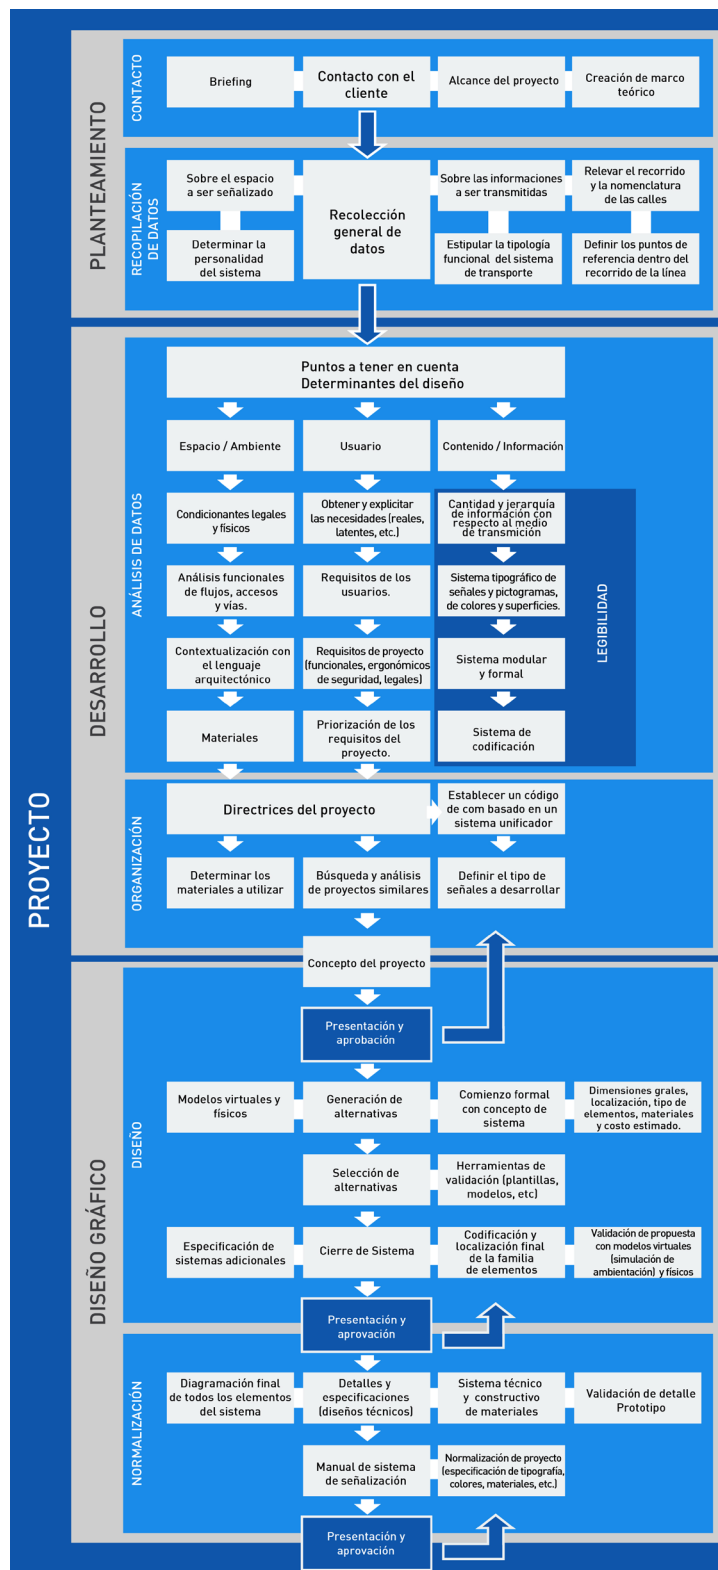 PROYECTO
PLANTEAMIENTO
CONTACTO
Briefing
Contacto con el
cliente
Alcance del proyecto
Creación de marco
teórico
RECOPILACIÓN
DE DATOS
Sobre el espacio
a ser señalizado
Determinar la
personalidad
del sistema
Recolección
general de
datos
Sobre las informaciones
a ser transmitidas
Estipular la tipología
funcional del sistema
de transporte
Relevar el recorrido
y la nomenclatura
de las calles
Definir los puntos de
referencia dentro del
recorrido de la línea
DESARROLLO
ANÁLISIS DE DATOS
Puntos a tener en cuenta
Determinantes del diseño
Espacio / Ambiente
Usuario
Contenido / Información
Condicionantes legales
y físicos
Obtener y explicitar
las necesidades (reales,
latentes, etc.)
Cantidad y jerarquía
de información con
respecto al medio
de transmición
Análisis funcionales
de flujos, accesos
y vías.
Requisitos de los
usuarios.
Sistema tipográfico de
señales y pictogramas,
de colores y superficies.
LEGIBILIDAD
Contextualización con
el lenguaje
arquitectónico
Requisitos de proyecto
(funcionales, ergonómicos
de seguridad, legales)
Sistema modular
y formal
Materiales
Priorización de los
requisitos del
proyecto.
Sistema de
codificación
ORGANIZACIÓN
Directrices del proyecto
Establecer un código
de com basado en un
sistema unificador
Determinar los
materiales a utilizar
Búsqueda y análisis
de proyectos similares
Definir el tipo de
señales a desarrollar
Concepto del proyecto
DISEÑO GRÁFICO
DISEÑO
Presentación y
aprobación
Modelos virtuales y
físicos
Generación de
alternativas
Comienzo formal
con concepto de
sistema
Dimensiones grales,
localización, tipo de
elementos, materiales
y costo estimado.
Selección de
alternativas
Herramientas de
validación (plantillas,
modelos, etc)
Especificación de
sistemas adicionales
Cierre de Sistema
Codificación y
localización final
de la familia
de elementos
Validación de propuesta
con modelos virtuales
(simulación de
ambientación) y físicos
Presentación y
aprovación
NORMALIZACIÓN
Diagramación final
de todos los elementos
del sistema
Detalles y
especificaciones
(diseños técnicos)
Sistema técnico
y constructivo
de materiales
Validación de detalle
Prototipo
Manual de sistema
de señalización
Normalización de proyecto
(especificación de tipografía,
colores, materiales, etc.)
Presentación y
aprovación